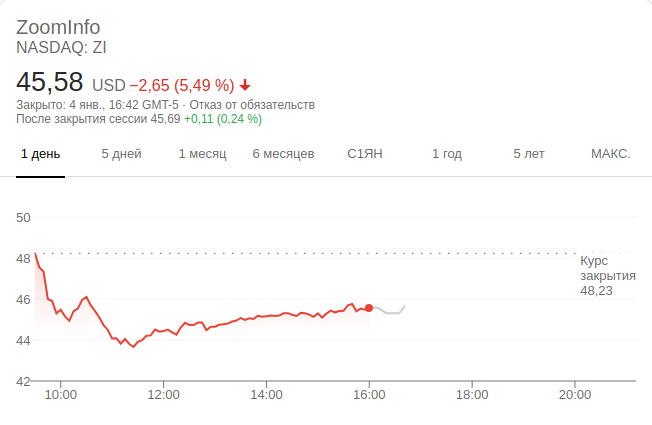 ZoomInfo
NASDAQ: ZI
45,58 USD −2,65 (5,49 %)
Закрыто: 4 янв., 16:42 GMT-5 · Отказ от обязательств
После закрытия сессии 45,69 +0,11 (0,24 %)
1 день 5 дней 1 месяц 6 месяцев С1ЯН 1 год 5 лет МАКС.
50
48
Курс
закрытия
48,23
46
44
42
10:00 12:00 14:00 16:00 18:00 20:00